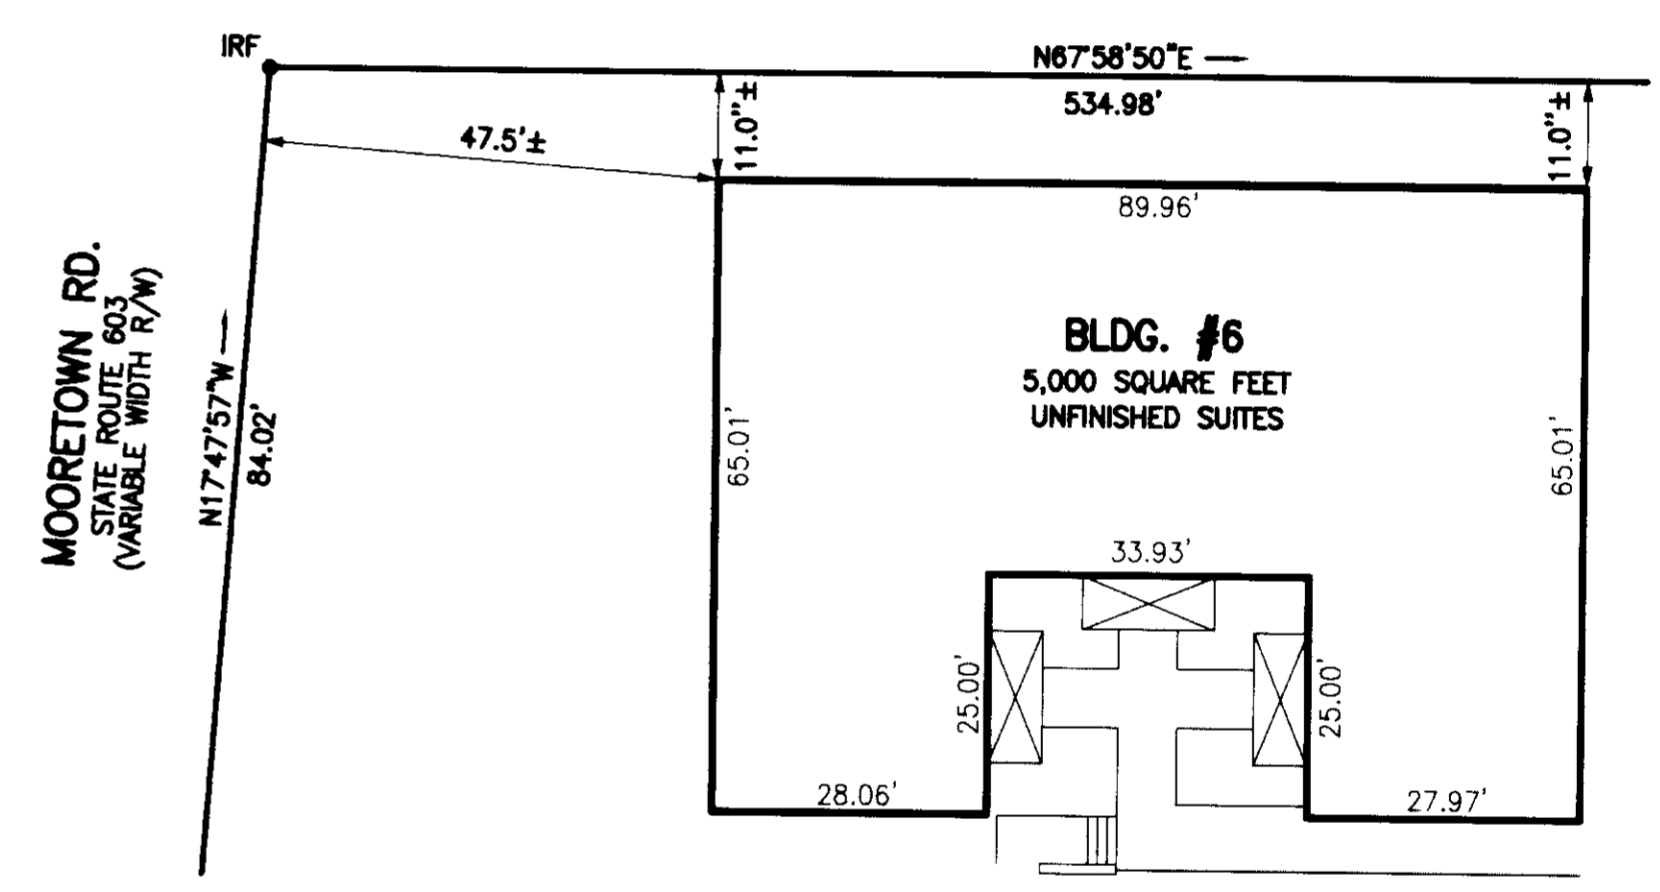 IRF
N67°58'50"E
534.98'
47.5'±
11.0"±
11.0"±
89.96'
MOORETOWN RD.
STATE ROUTE 603
(VARIABLE WIDTH R/W)
N17°47'57"W
84.02'
BLDG. #6
5,000 SQUARE FEET
UNFINISHED SUITES
65.01'
65.01'
33.93'
25.00'
25.00'
28.06'
27.97'